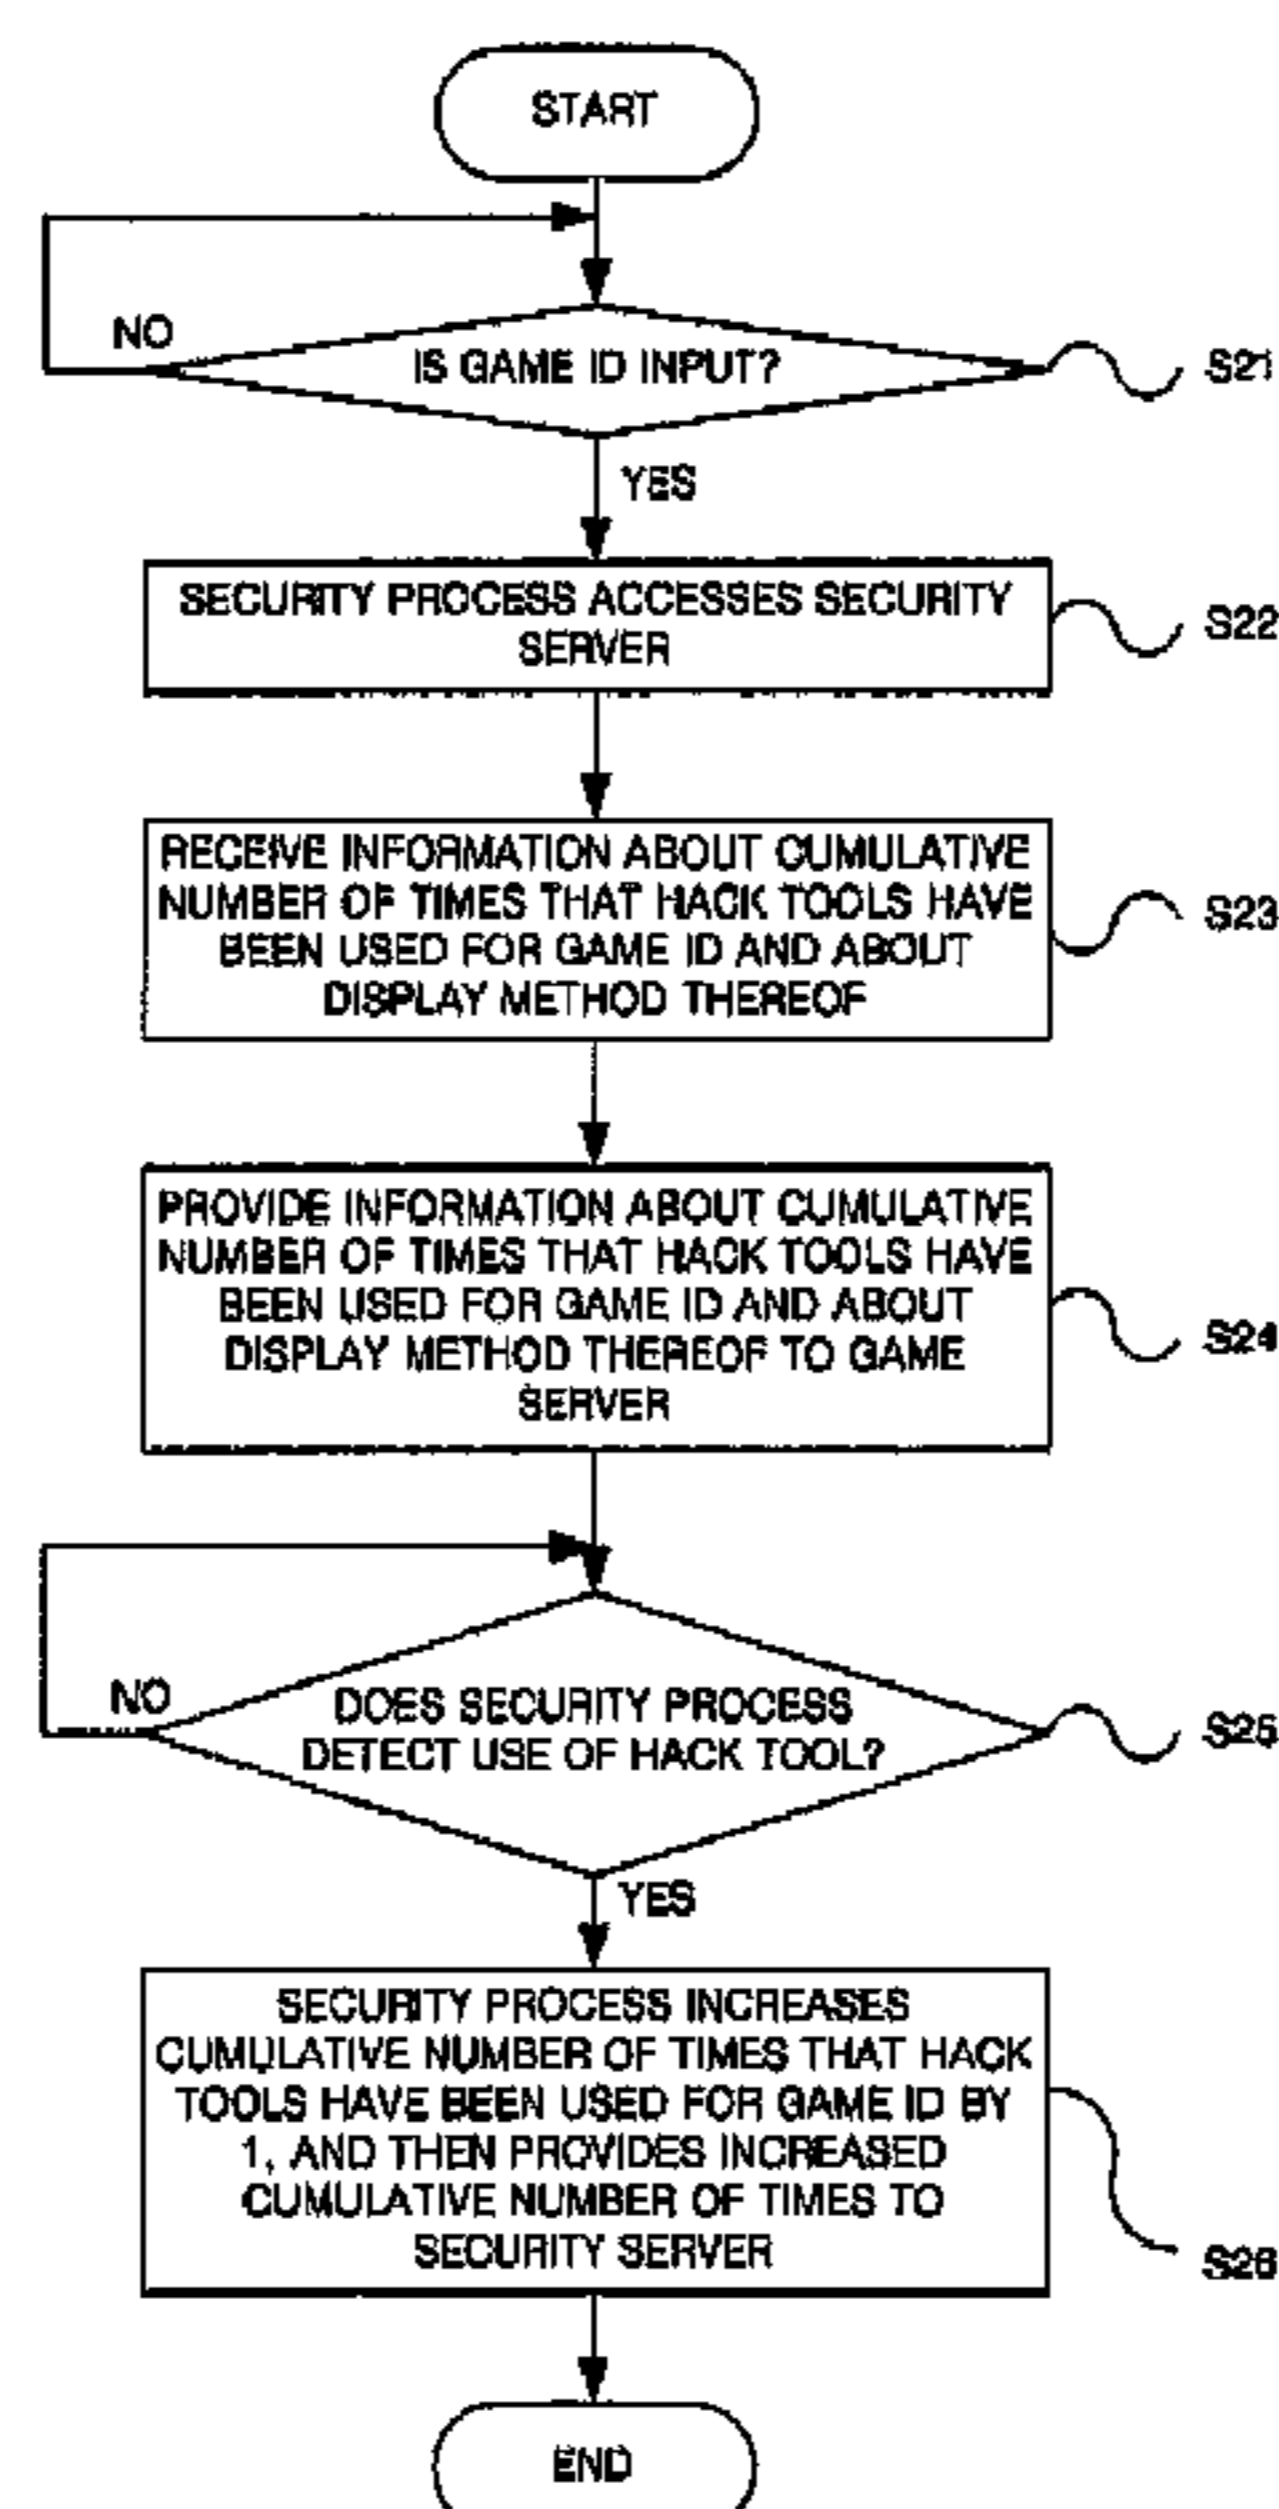 START
NO
IS GAME ID INPUT?
S21
YES
SECURITY PROCESS ACCESSES SECURITY
SERVER
S22
RECEIVE INFORMATION ABOUT CUMULATIVE
NUMBER OF TIMES THAT HACK TOOLS HAVE
BEEN USED FOR GAME ID AND ABOUT
DISPLAY METHOD THEREOF
S23
PROVIDE INFORMATION ABOUT CUMULATIVE
NUMBER OF TIMES THAT HACK TOOLS HAVE
BEEN USED FOR GAME ID AND ABOUT
DISPLAY METHOD THEREOF TO GAME
SERVER
S24
NO
DOES SECURITY PROCESS
DETECT USE OF HACK TOOL?
S25
YES
SECURITY PROCESS INCREASES
CUMULATIVE NUMBER OF TIMES THAT HACK
TOOLS HAVE BEEN USED FOR GAME ID BY
1, AND THEN PROVIDES INCREASED
CUMULATIVE NUMBER OF TIMES TO
SECURITY SERVER
S26
END